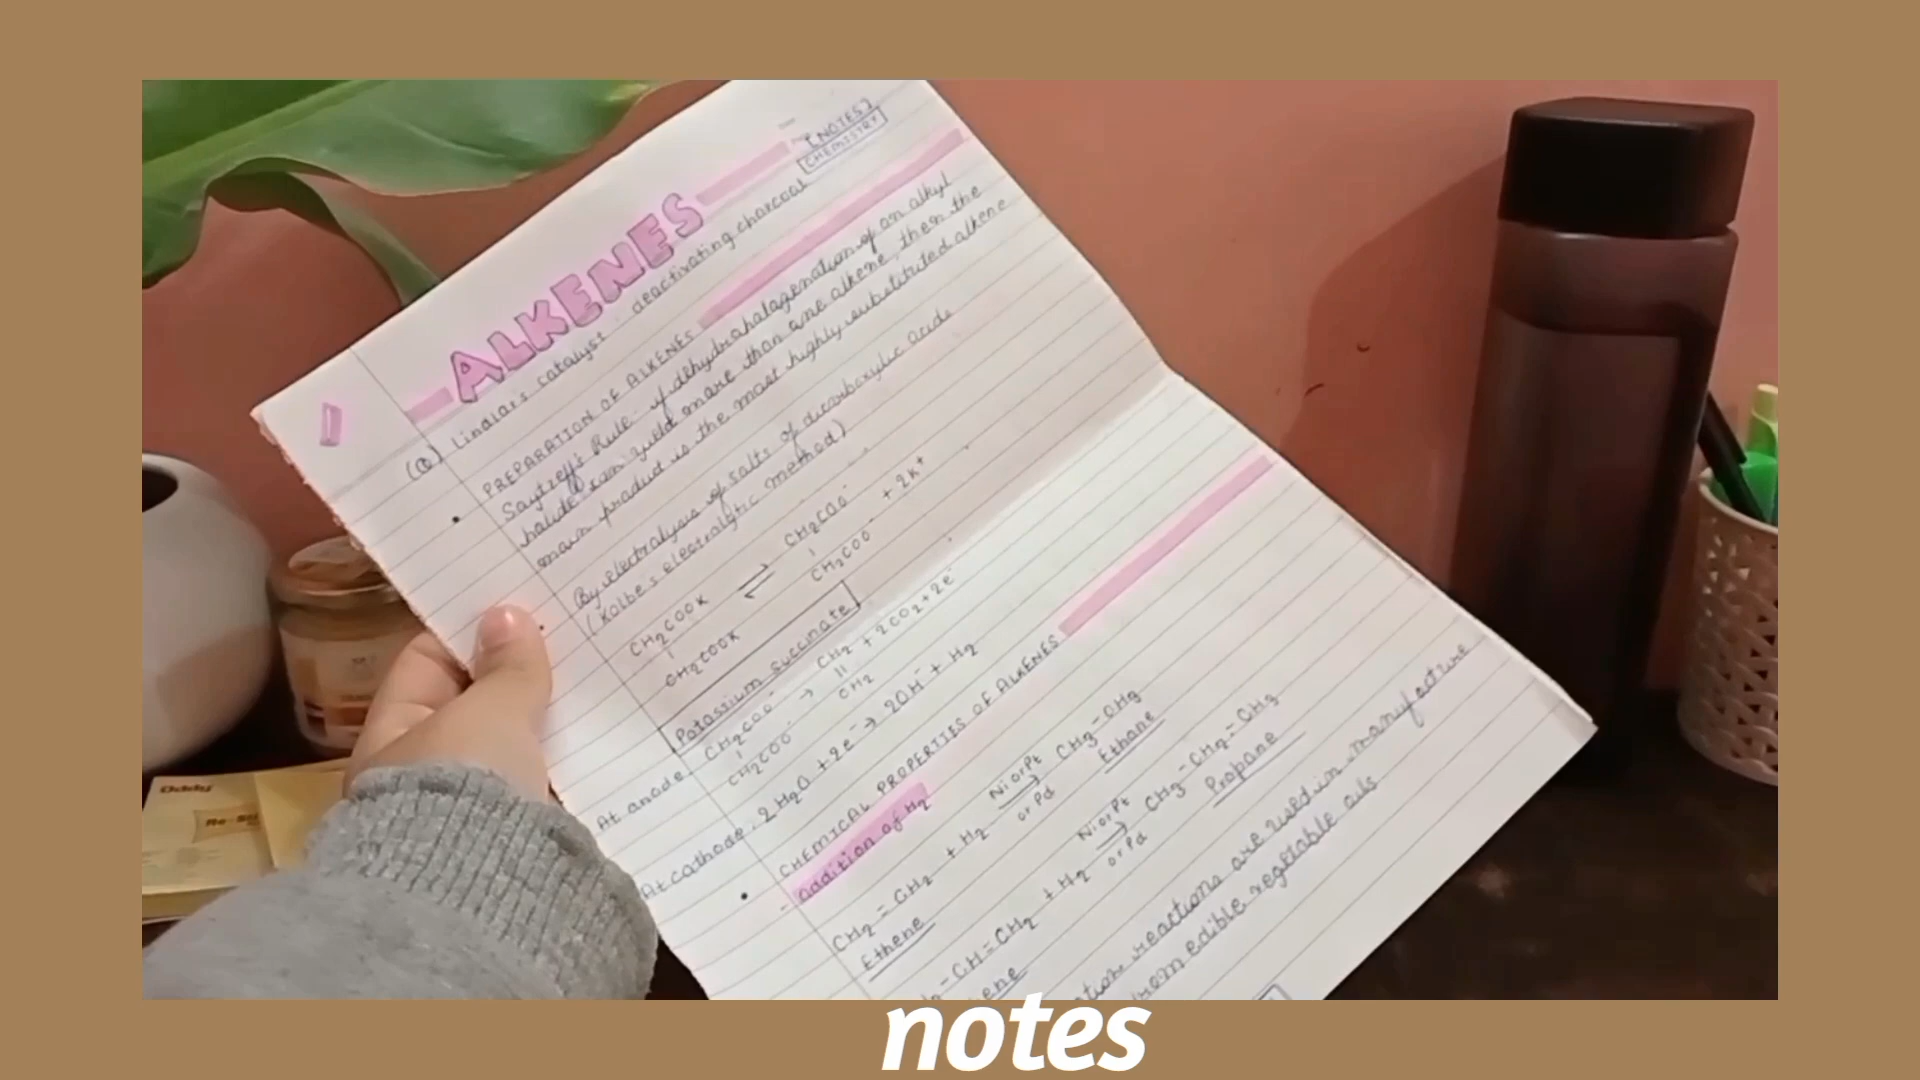 [NOTES]
CHEMISTRY
ALKENES
(Q) Lindlar's catalyst : deactivating charcoal
PREPARATION OF ALKENES
Saytzeff's Rule - if dehydrohalogenation of an alkyl
halide can yield more than one alkene, then the
main product is the most highly substituted alkene
By electrolysis of salts of dicarboxylic acids
(Kolbe's electrolytic method)
CH2COOK ⇌ CH2COO⁻ + 2K⁺
CH2COOK CH2COO⁻
Potassium Succinate
At anode: CH2COO⁻ → CH2 + 2CO2 + 2e⁻
CH2COO⁻ CH2
At cathode: 2H2O + 2e⁻ → 2OH⁻ + H2
CHEMICAL PROPERTIES OF ALKENES
- addition of H2
CH2 = CH2 + H2 Ni or Pt → or Pd CH3 - CH3
Ethene Ethane
- CH = CH2 + H2 Ni or Pt → or Pd CH3 - CH2 = CH3
Propane
reactions are used in manufacture
from edible vegetable oils
Oddy
Re-Sti
notes